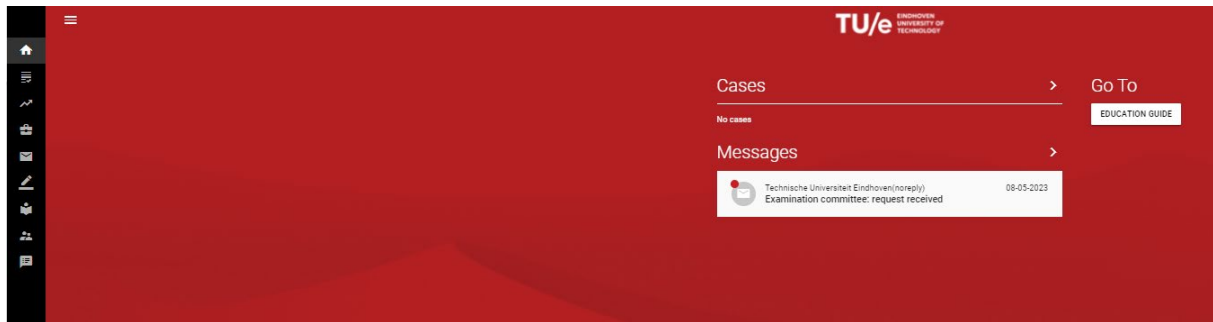 TU/e EINDHOVEN
UNIVERSITY OF
TECHNOLOGY
Cases
No cases
Messages
Technische Universiteit Eindhoven(noreply) 08-05-2023
Examination committee: request received
Go To
EDUCATION GUIDE